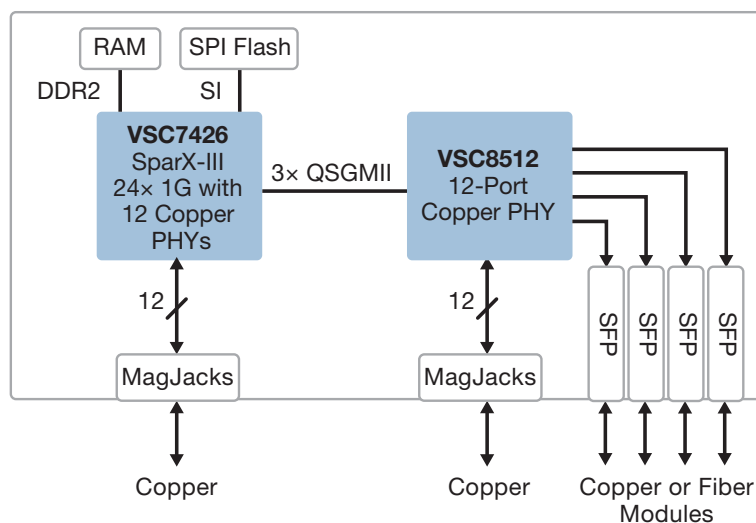 RAM
SPI Flash
DDR2
SI
VSC7426
SparX-III
24× 1G with
12 Copper
PHYs
3× QSGMII
VSC8512
12-Port
Copper PHY
12
12
SFP
SFP
SFP
SFP
MagJacks
MagJacks
Copper
Copper
Copper or Fiber
Modules